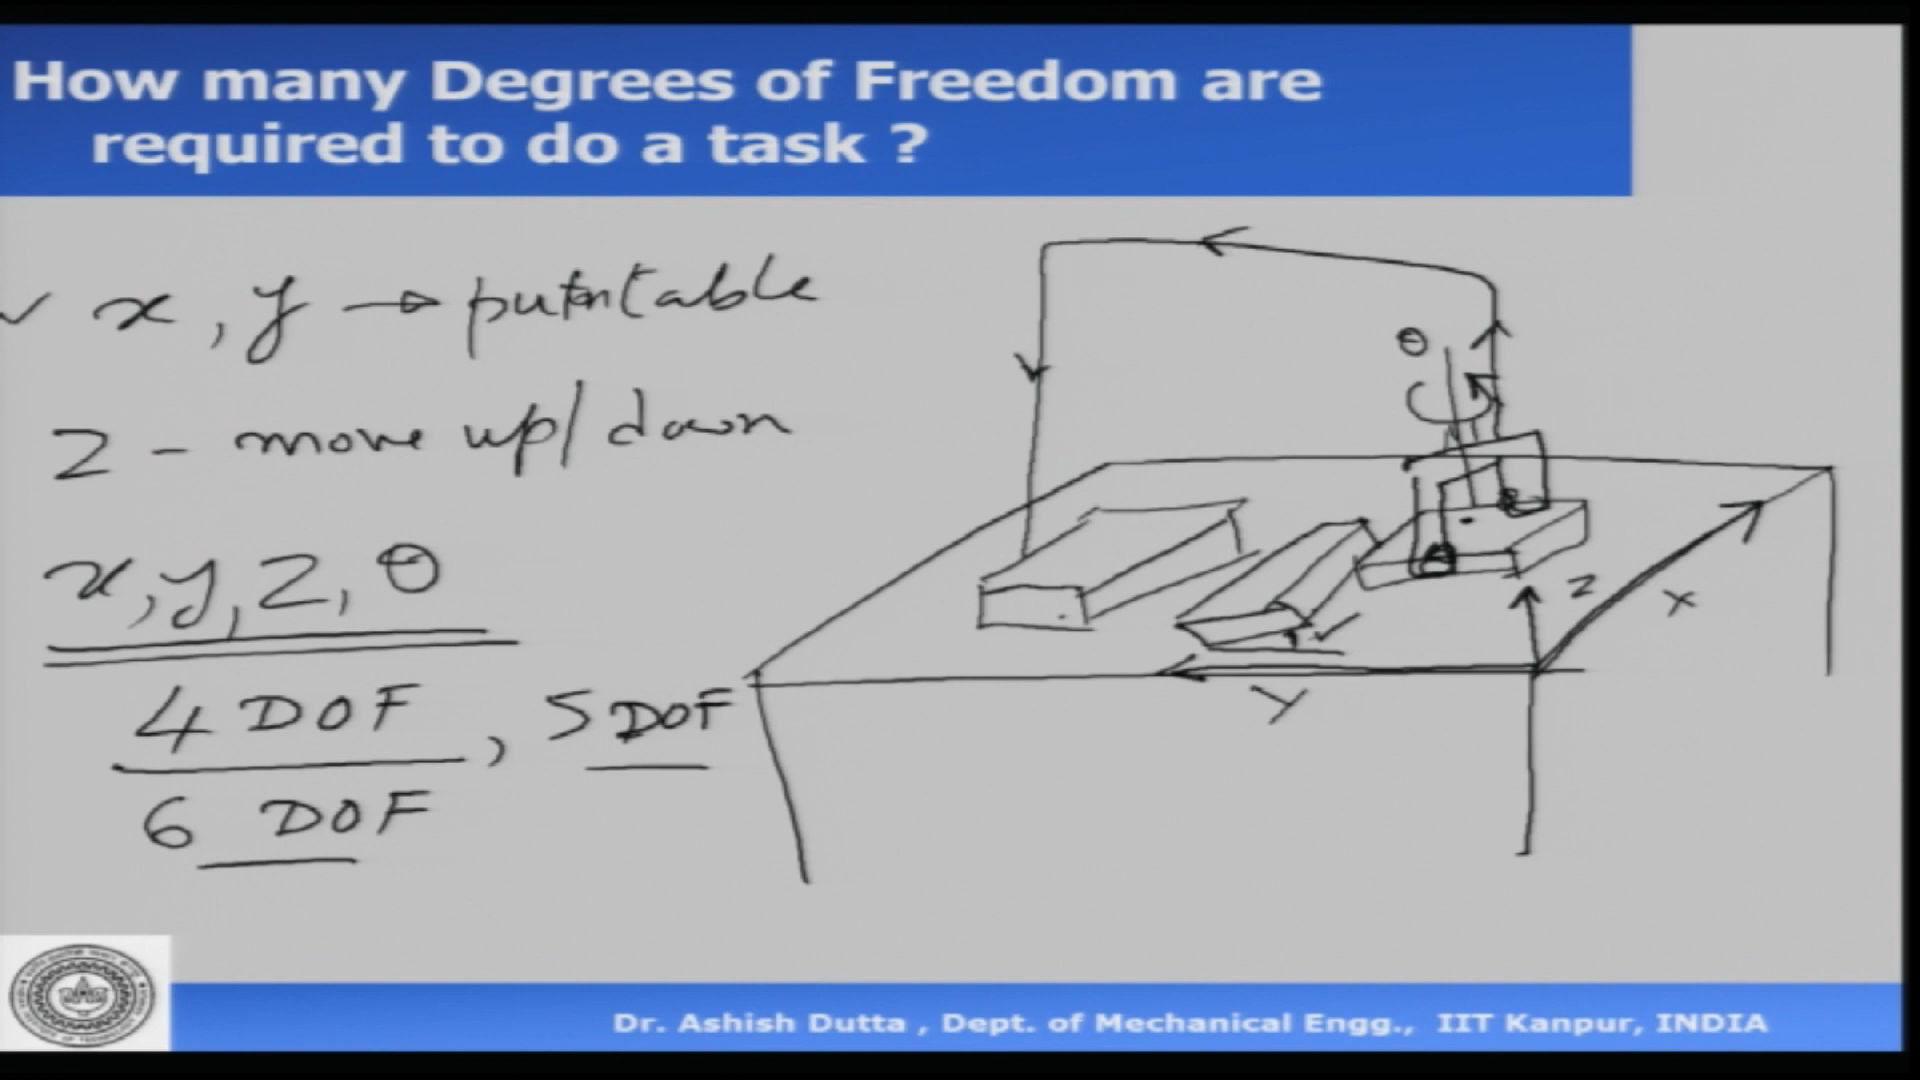 How many Degrees of Freedom are
required to do a task ?
✓ x, y → put on table
z - move up/down
x, y, z, θ
4 DOF, 5 DOF
6 DOF
θ
z
x
y
Dr. Ashish Dutta , Dept. of Mechanical Engg., IIT Kanpur, INDIA